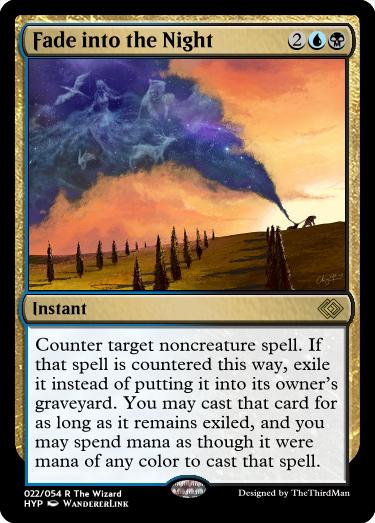 Fade into the Night 2
Instant
Counter target noncreature spell. If
that spell is countered this way, exile
it instead of putting it into its owner's
graveyard. You may cast that card for
as long as it remains exiled, and you
may spend mana as though it were
mana of any color to cast that spell.
022/054 R The Wizard
HYP WandererLink
Designed by TheThirdMan